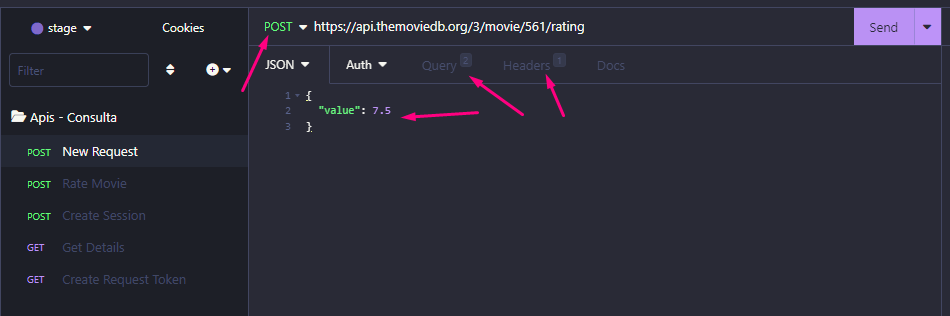 stage
Cookies
POST https://api.themoviedb.org/3/movie/561/rating
Send
Filter
JSON
Auth
Query 2
Headers 1
Docs
1 {
2 "value": 7.5
3 }
Apis - Consulta
POST New Request
POST Rate Movie
POST Create Session
GET Get Details
GET Create Request Token